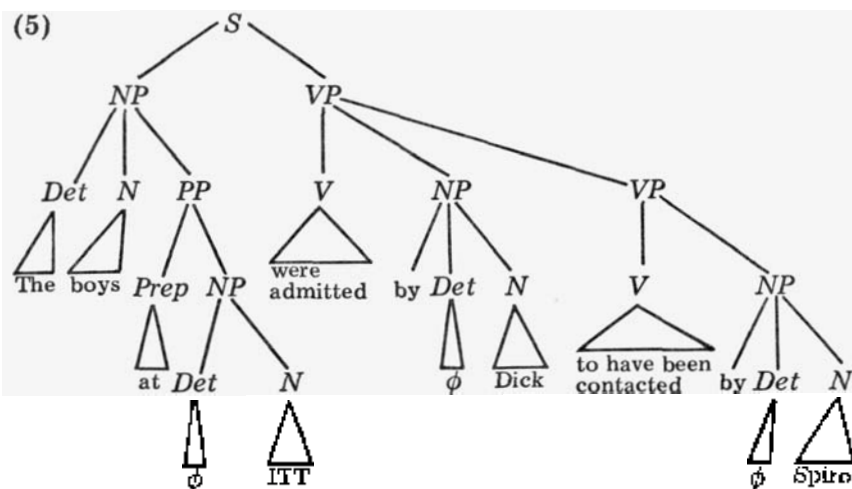 (5) S
NP VP
Det N PP V NP VP
The boys Prep NP were admitted by Det N V NP
at Det N ϕ Dick to have been contacted by Det N
ϕ ITT ϕ Spiro